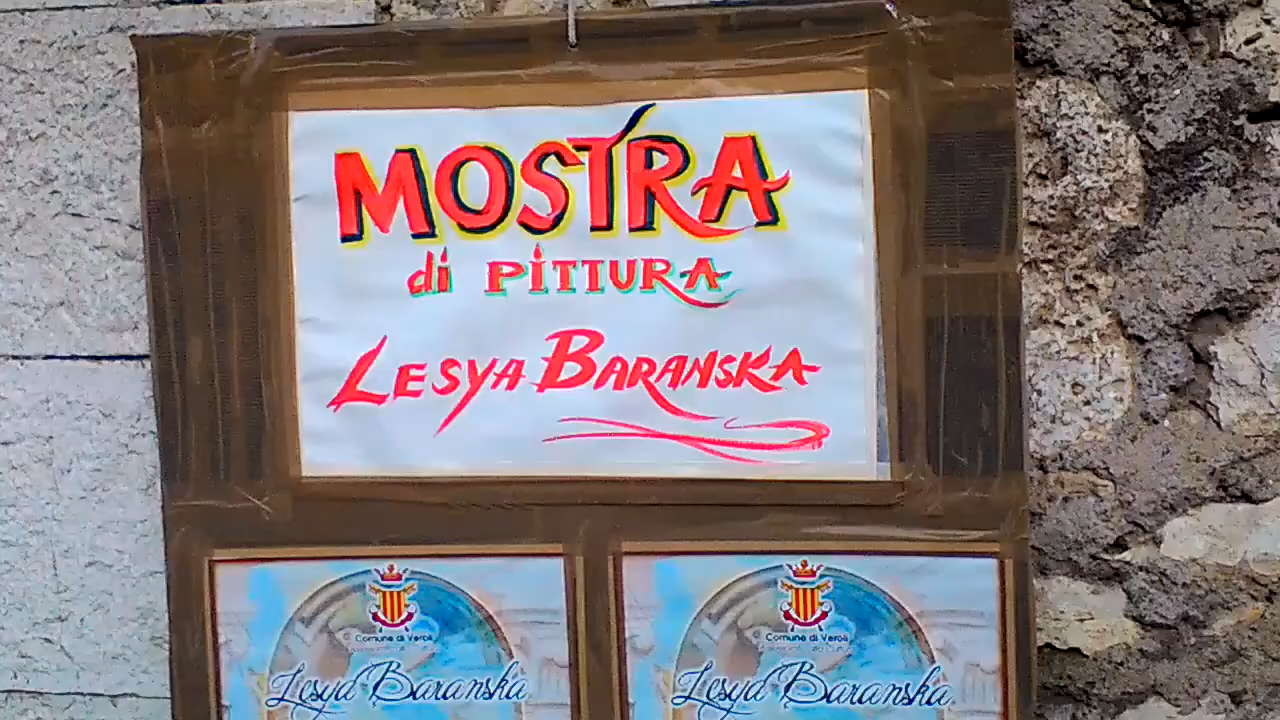 MOSTRA
di PITTURA
LESYA BARANSKA
Comune di Veroli
Lesya Baranska
Comune di Veroli
Lesya Baranska